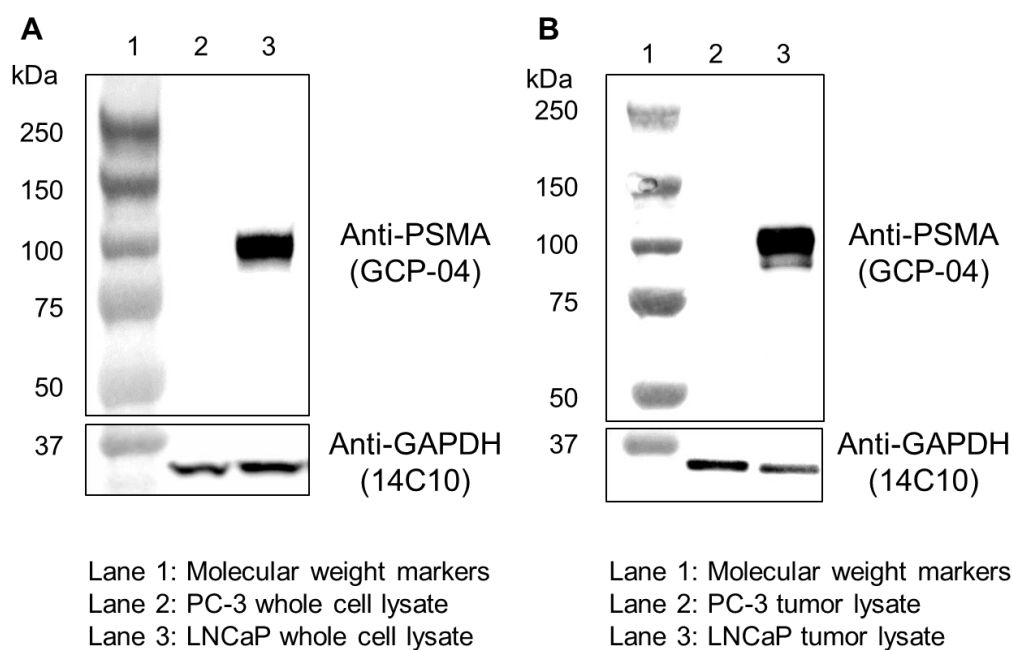 A
1 2 3
kDa
250
150
100
75
50
37
Anti-PSMA
(GCP-04)
Anti-GAPDH
(14C10)
Lane 1: Molecular weight markers
Lane 2: PC-3 whole cell lysate
Lane 3: LNCaP whole cell lysate
B
1 2 3
kDa
250
150
100
75
50
37
Anti-PSMA
(GCP-04)
Anti-GAPDH
(14C10)
Lane 1: Molecular weight markers
Lane 2: PC-3 tumor lysate
Lane 3: LNCaP tumor lysate